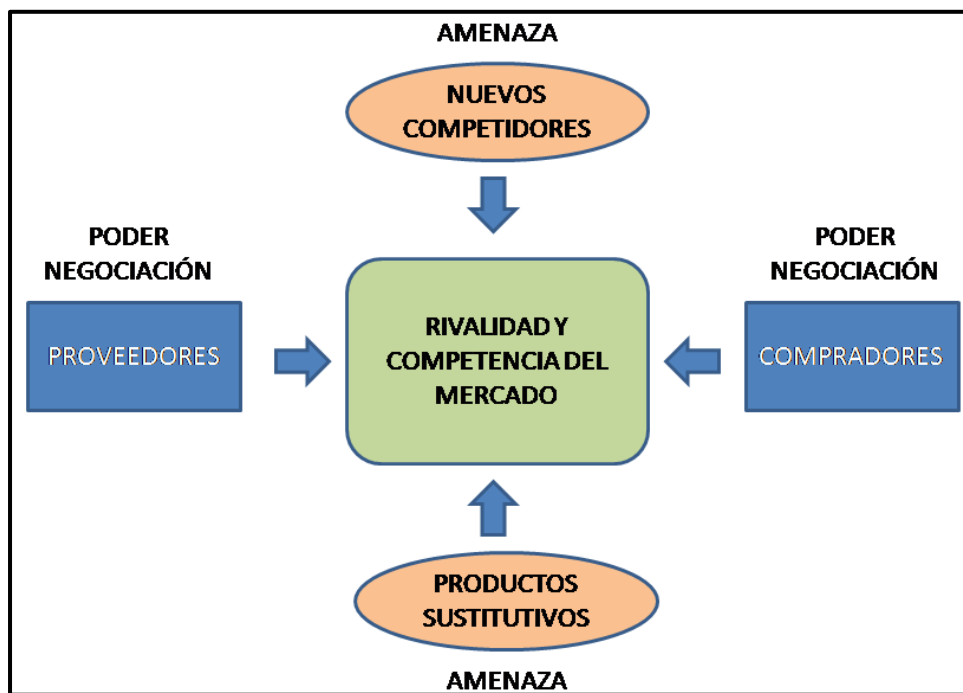 AMENAZA
NUEVOS
COMPETIDORES
PODER
NEGOCIACIÓN
PROVEEDORES
RIVALIDAD Y
COMPETENCIA DEL
MERCADO
PODER
NEGOCIACIÓN
COMPRADORES
PRODUCTOS
SUSTITUTIVOS
AMENAZA